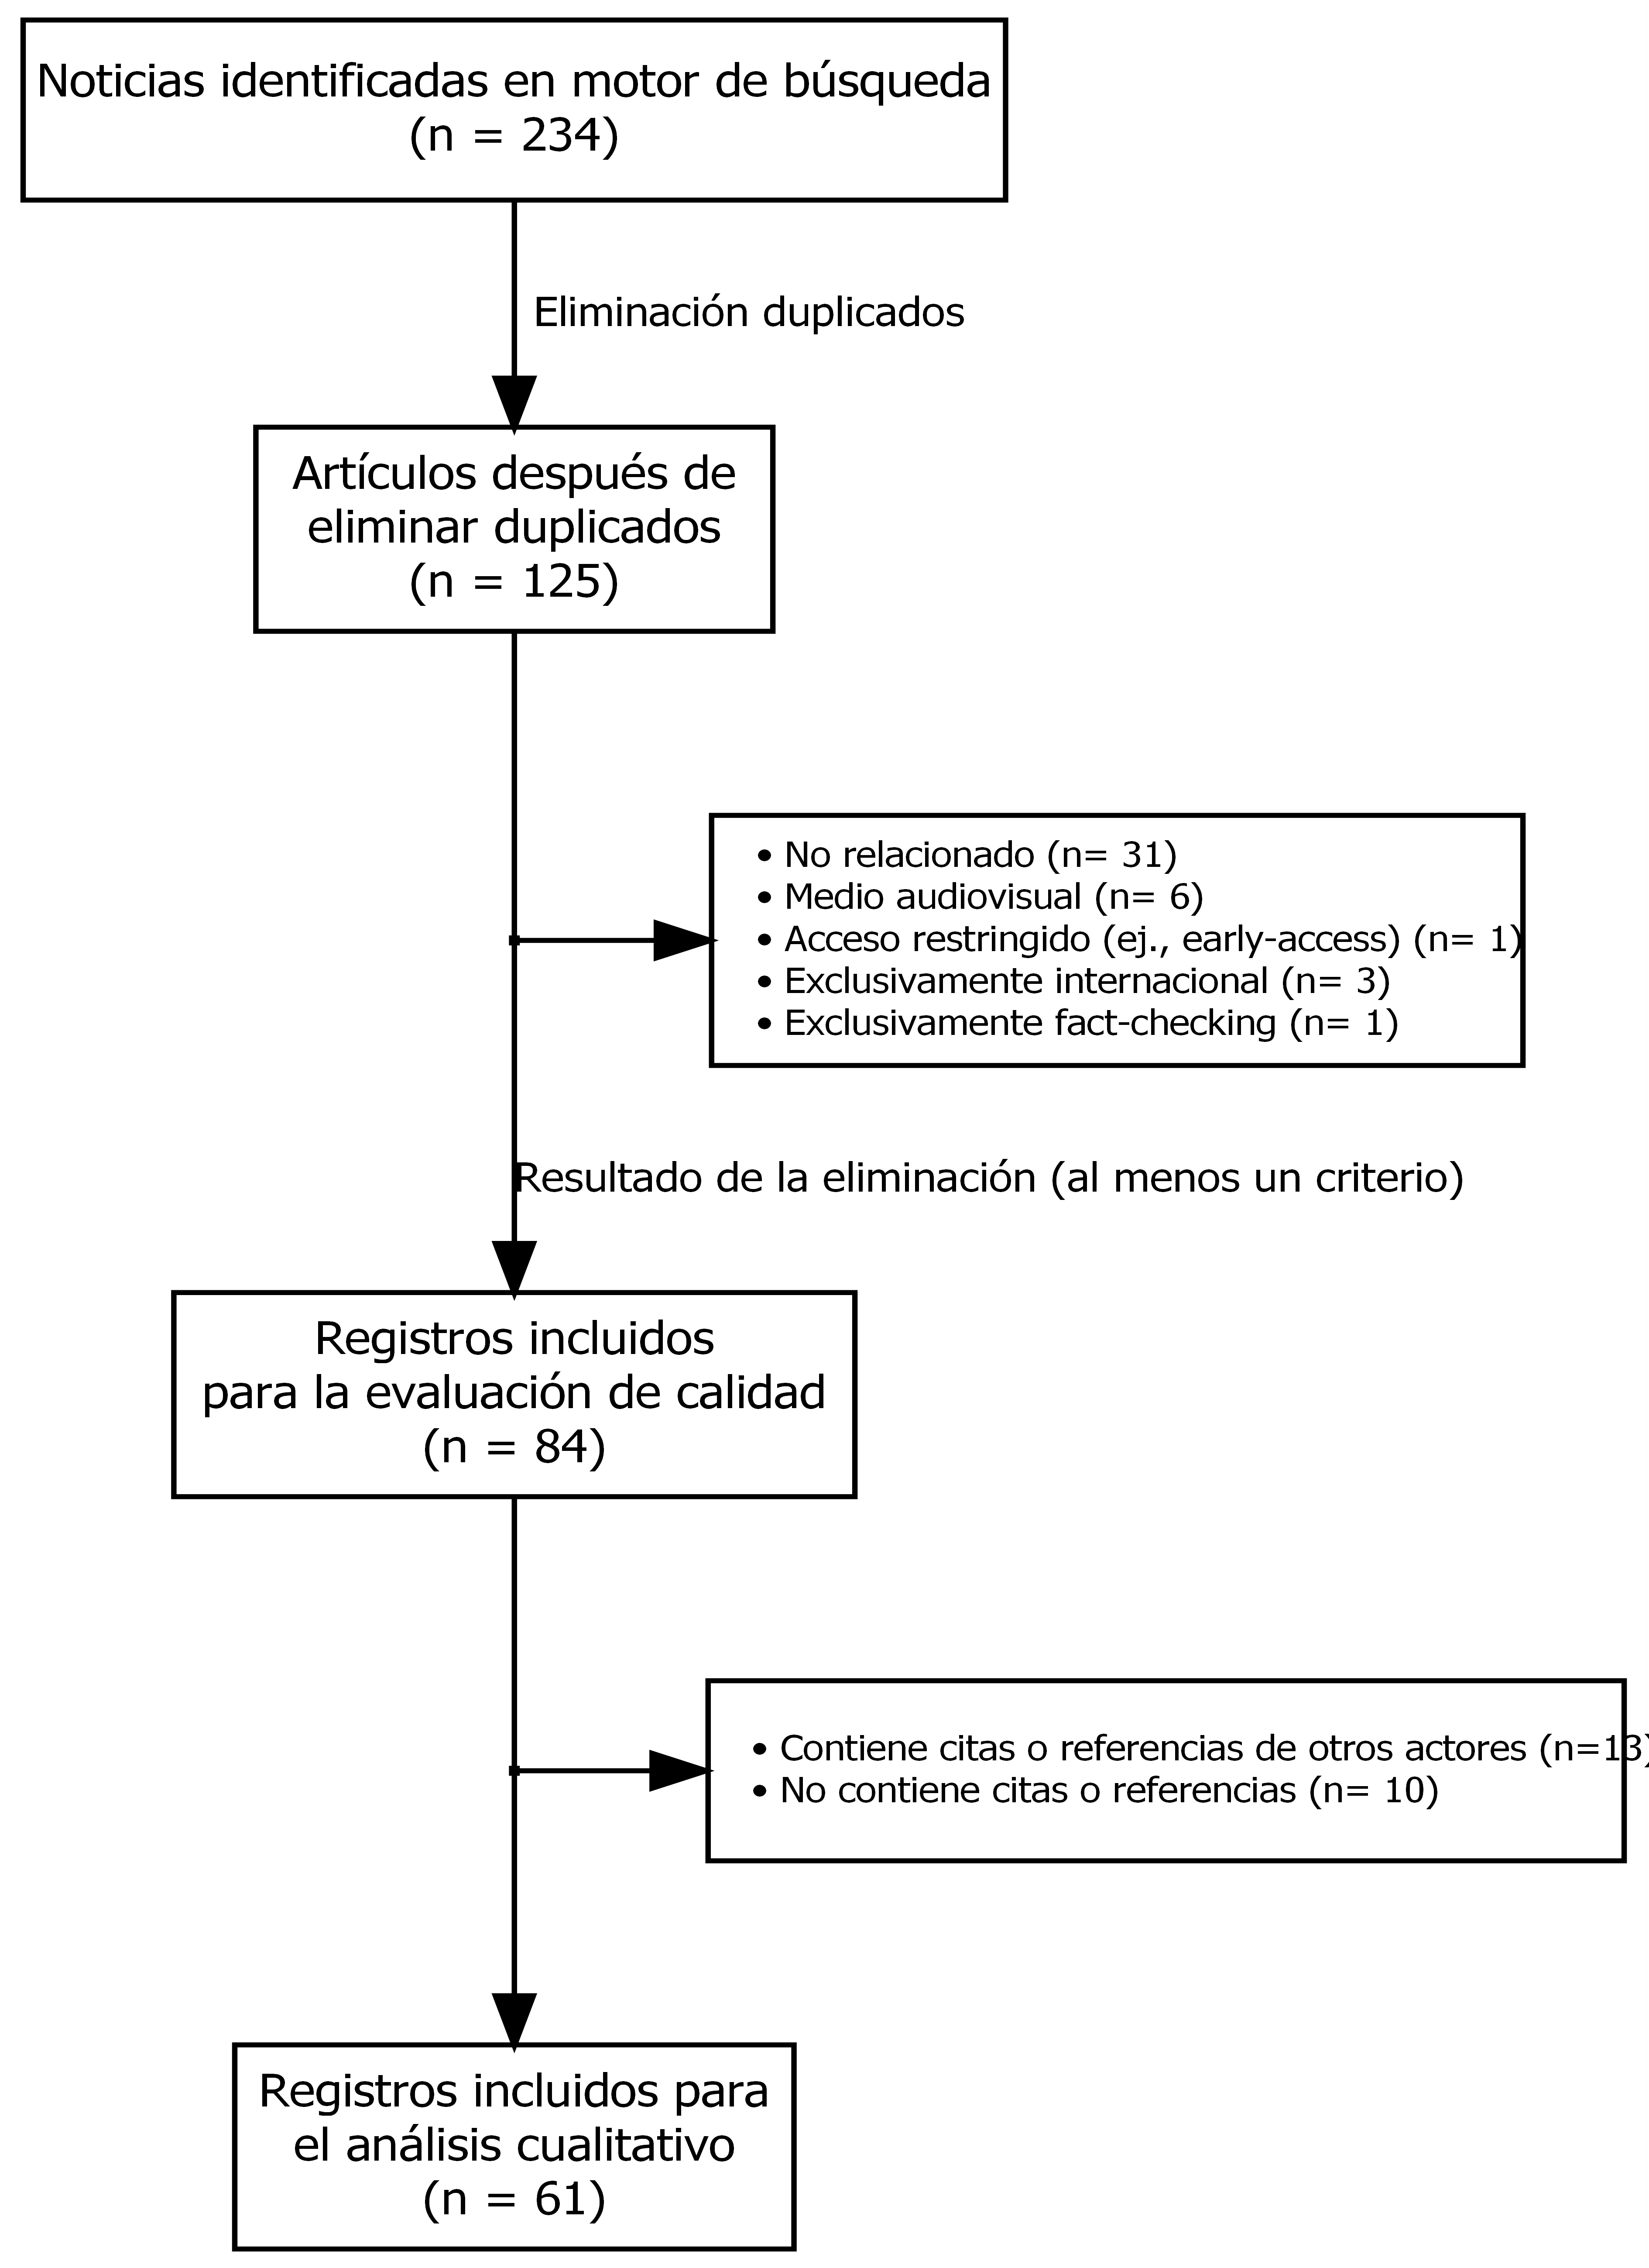 Noticias identificadas en motor de búsqueda
(n = 234)
Eliminación duplicados
Artículos después de
eliminar duplicados
(n = 125)
• No relacionado (n= 31)
• Medio audiovisual (n= 6)
• Acceso restringido (ej., early-access) (n= 1)
• Exclusivamente internacional (n= 3)
• Exclusivamente fact-checking (n= 1)
Resultado de la eliminación (al menos un criterio)
Registros incluidos
para la evaluación de calidad
(n = 84)
• Contiene citas o referencias de otros actores (n=13)
• No contiene citas o referencias (n= 10)
Registros incluidos para
el análisis cualitativo
(n = 61)